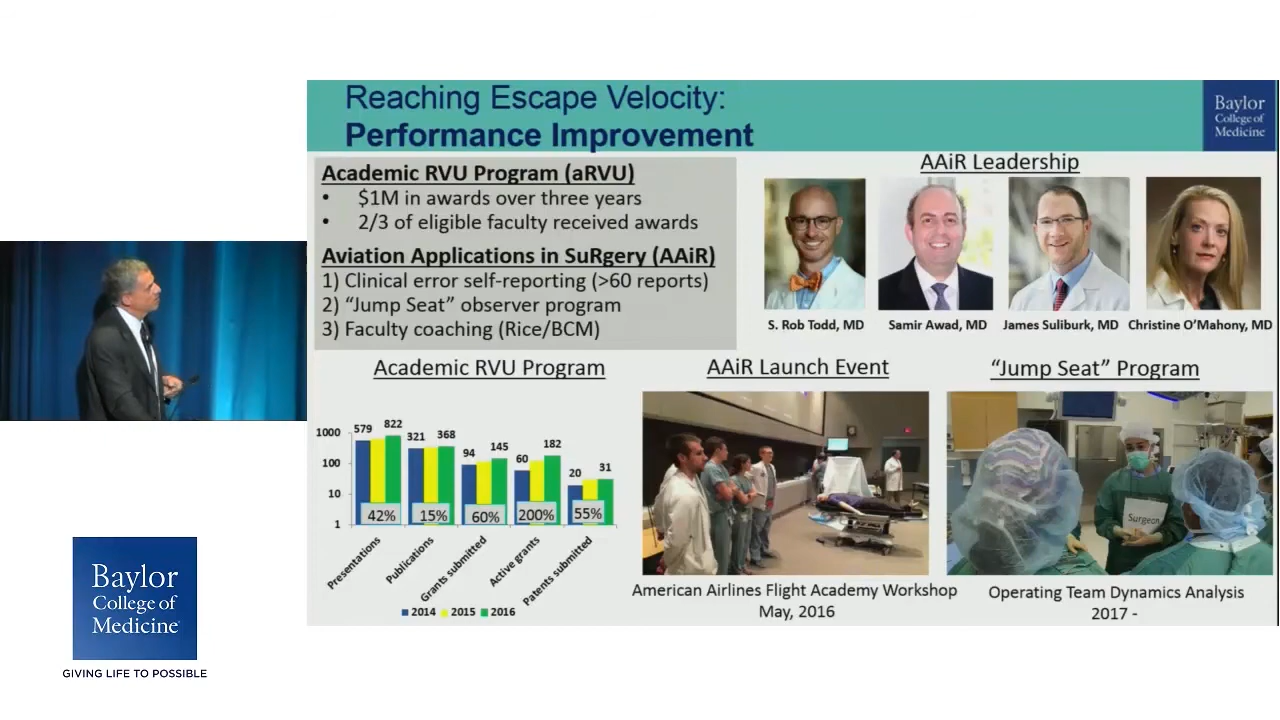 Reaching Escape Velocity:
Performance Improvement
Baylor
College of
Medicine
Academic RVU Program (aRVU)
• $1M in awards over three years
• 2/3 of eligible faculty received awards
Aviation Applications in SuRgery (AAiR)
1) Clinical error self-reporting (>60 reports)
2) “Jump Seat” observer program
3) Faculty coaching (Rice/BCM)
AAiR Leadership
S. Rob Todd, MD
Samir Awad, MD
James Suliburk, MD
Christine O’Mahony, MD
Academic RVU Program
1000
100
10
1
579
822
321
368
94
145
60
182
20
31
42%
15%
60%
200%
55%
Presentations
Publications
Grants submitted
Active grants
Patents submitted
2014 2015 2016
AAiR Launch Event
American Airlines Flight Academy Workshop
May, 2016
“Jump Seat” Program
Surgeon
Operating Team Dynamics Analysis
2017 -
Baylor
College of
Medicine
GIVING LIFE TO POSSIBLE